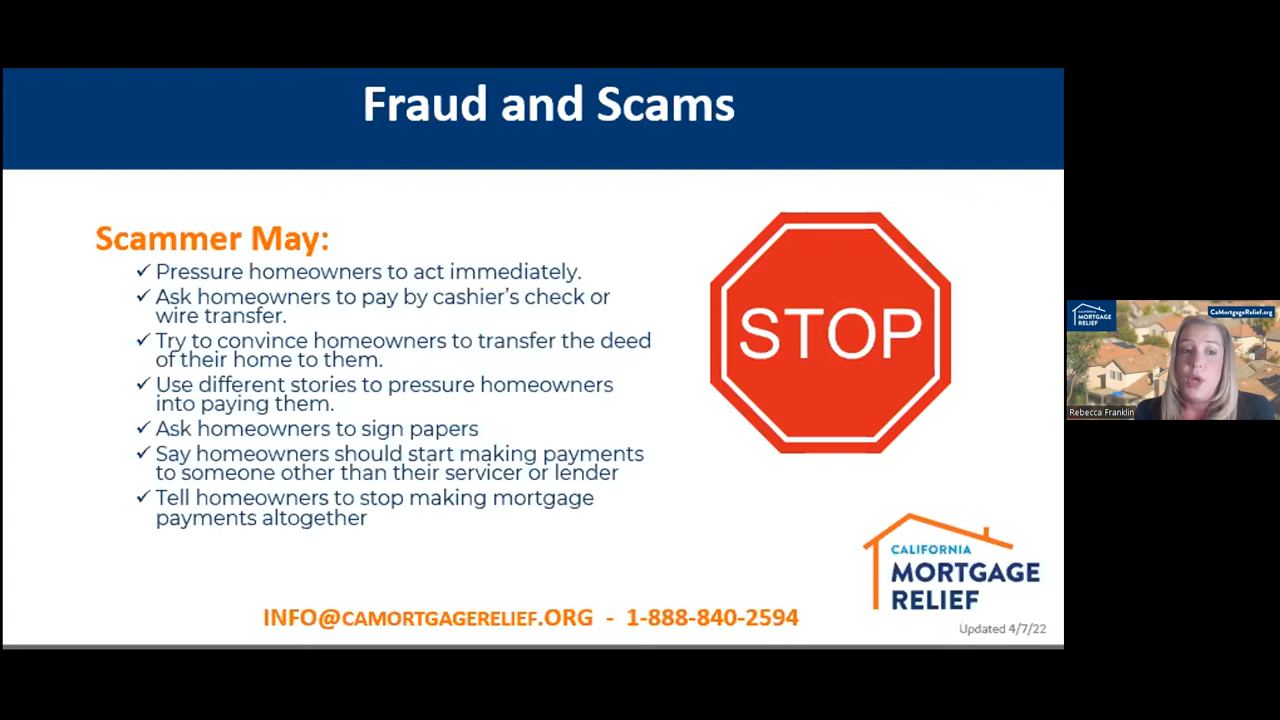 Fraud and Scams
Scammer May:
✓ Pressure homeowners to act immediately.
✓ Ask homeowners to pay by cashier's check or
wire transfer.
✓ Try to convince homeowners to transfer the deed
of their home to them.
✓ Use different stories to pressure homeowners
into paying them.
✓ Ask homeowners to sign papers
✓ Say homeowners should start making payments
to someone other than their servicer or lender
✓ Tell homeowners to stop making mortgage
payments altogether
STOP
CALIFORNIA
MORTGAGE
RELIEF
INFO@CAMORTGAGERELIEF.ORG - 1-888-840-2594
Updated 4/7/22
CALIFORNIA
MORTGAGE
RELIEF
CaMortgageRelief.org
Rebecca Franklin